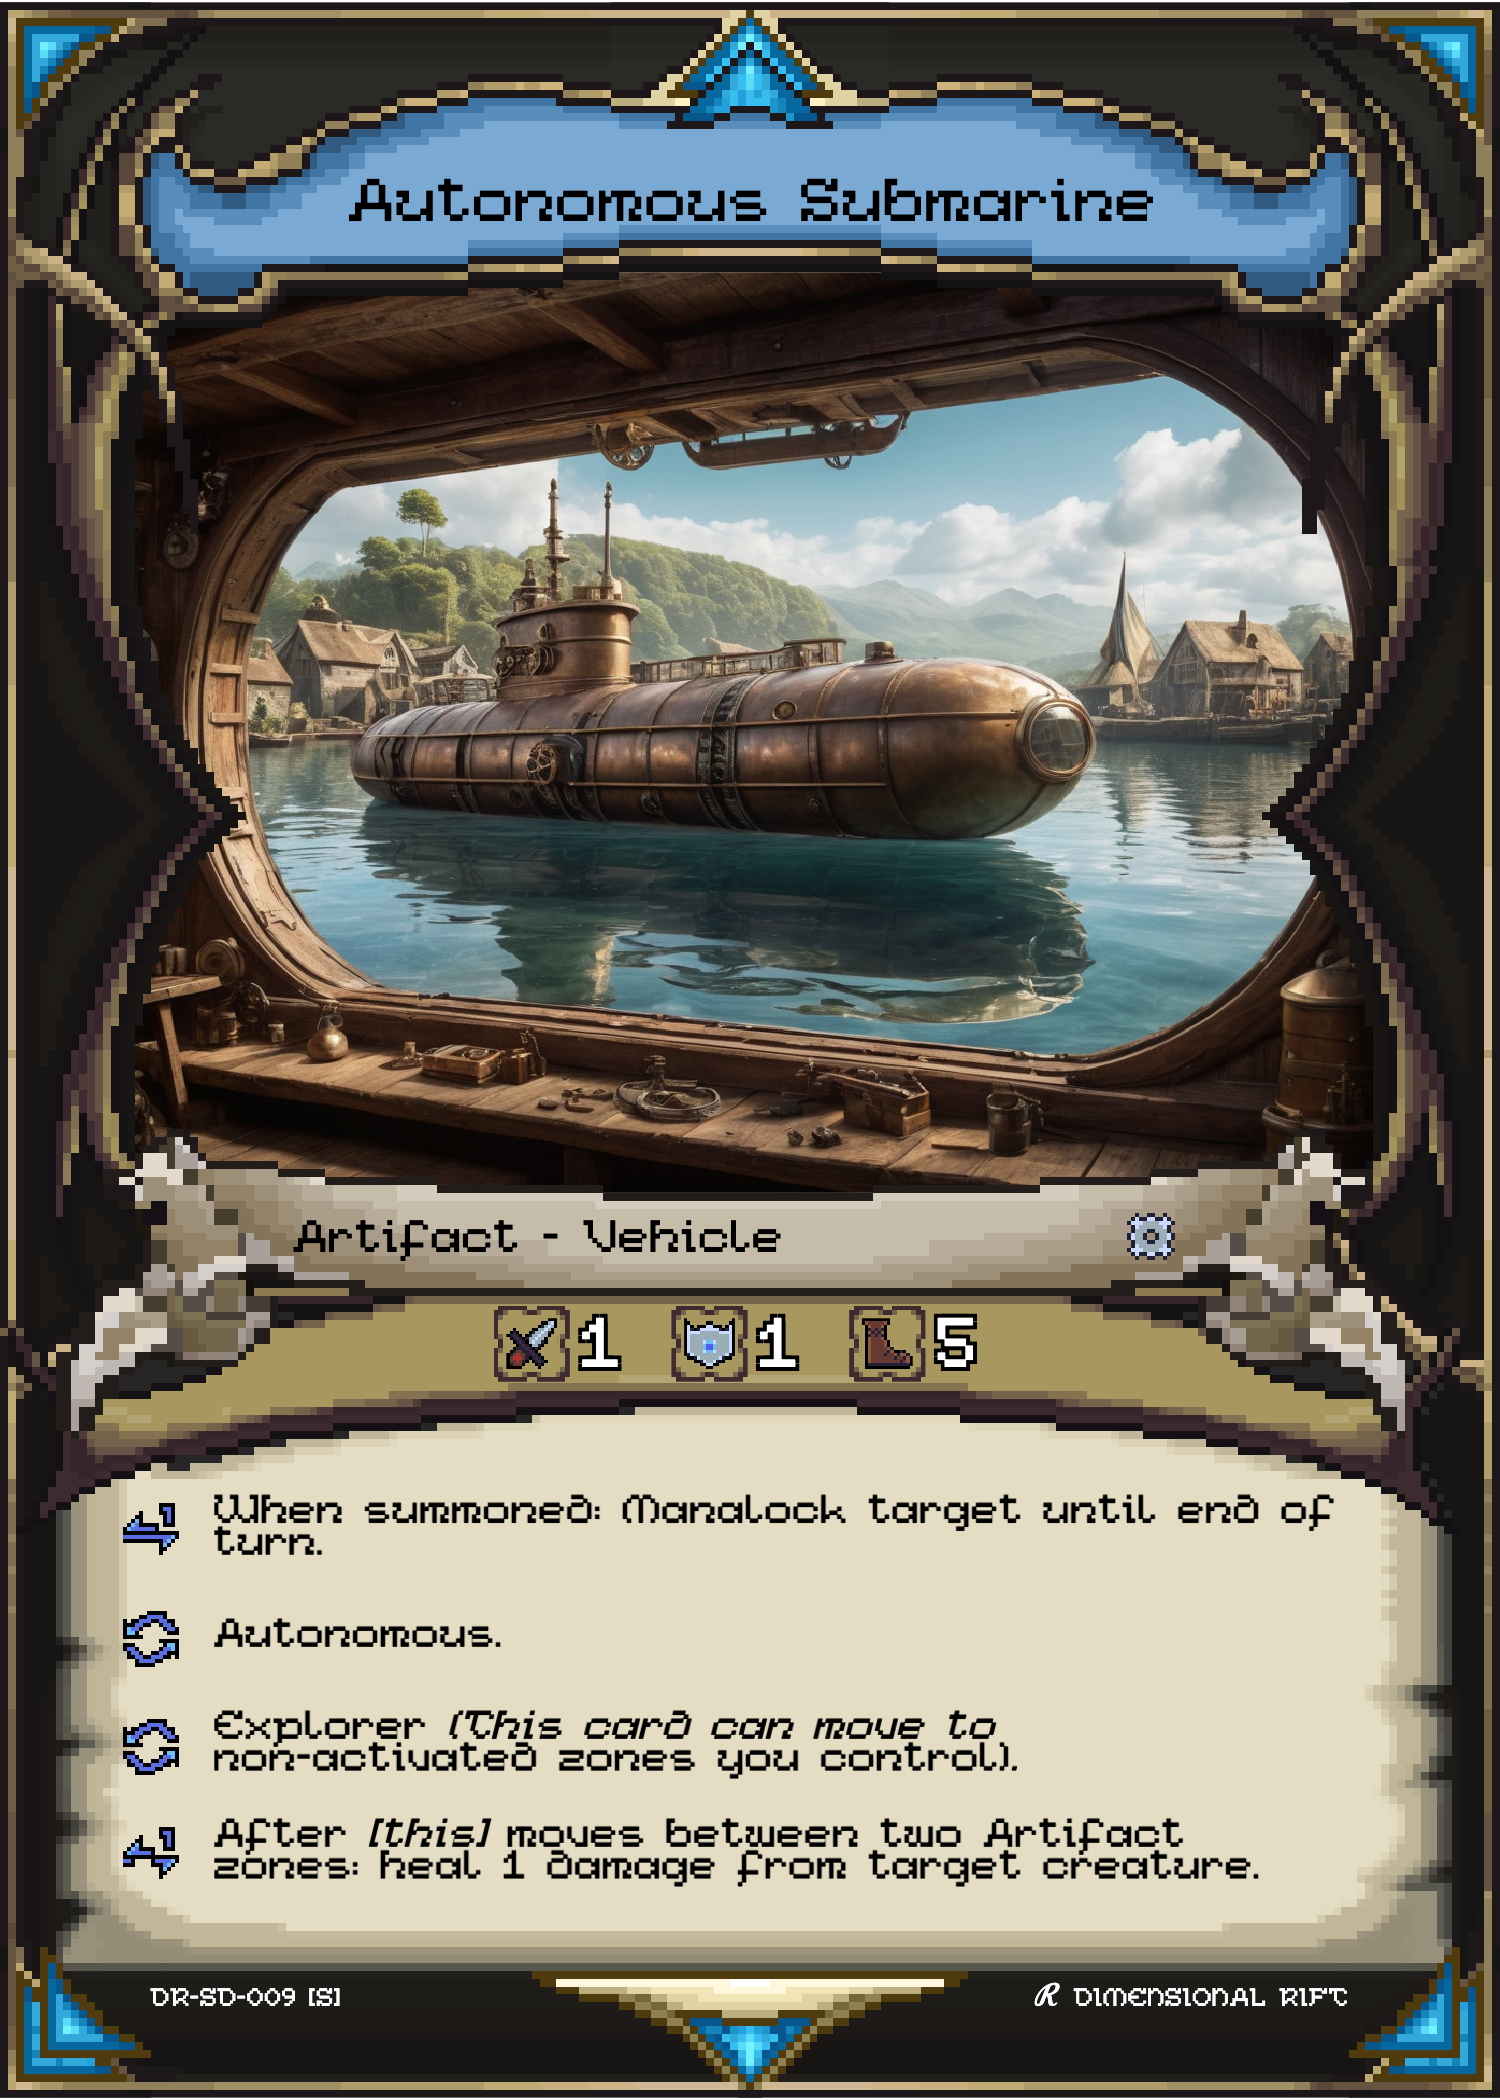 Autonomous Submarine
Artifact - Vehicle
1 1 5
When summoned: Manalock target until end of
turn.
Autonomous.
Explorer (This card can move to
non-activated zones you control).
After [this] moves between two Artifact
zones: heal 1 damage from target creature.
DR-SD-009 [S]
R DIMENSIONAL RIFT